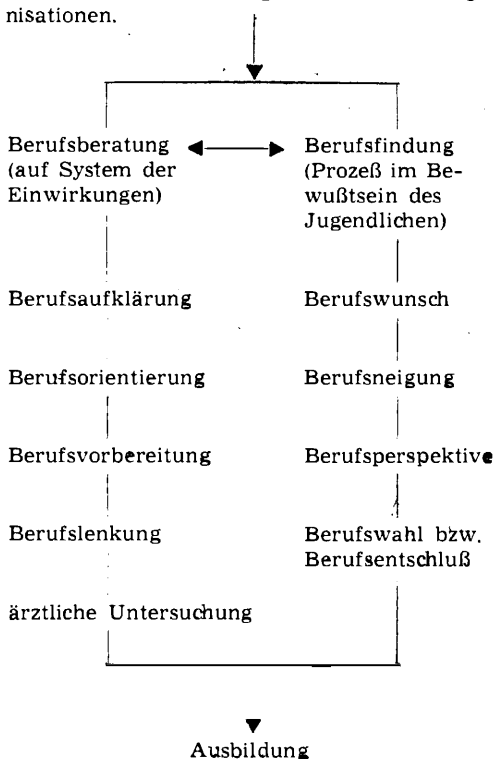 nisationen.
Berufsberatung
(auf System der
Einwirkungen)
Berufsaufklärung
Berufsorientierung
Berufsvorbereitung
Berufslenkung
ärztliche Untersuchung
Berufsfindung
(Prozeß im Be-
wußtsein des
Jugendlichen)
Berufswunsch
Berufsneigung
Berufsperspektive
Berufswahl bzw.
Berufsentschluß
Ausbildung